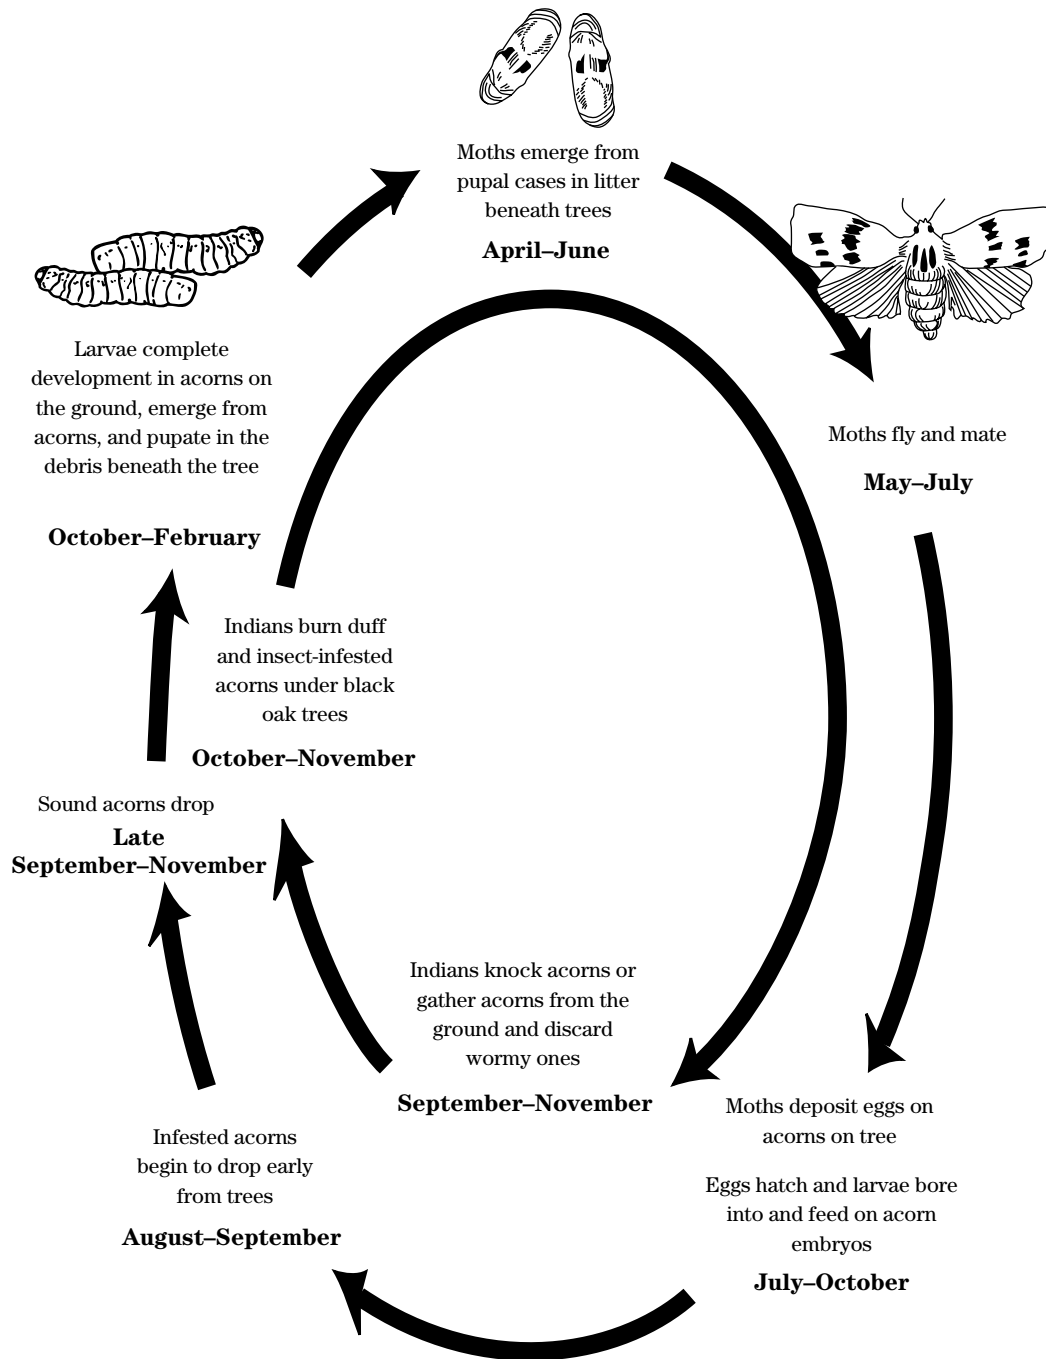 Moths emerge from
pupal cases in litter
beneath trees
April–June
Moths fly and mate
May–July
Moths deposit eggs on
acorns on tree
Eggs hatch and larvae bore
into and feed on acorn
embryos
July–October
Infested acorns
begin to drop early
from trees
August–September
Sound acorns drop
Late
September–November
Larvae complete
development in acorns on
the ground, emerge from
acorns, and pupate in the
debris beneath the tree
October–February
Indians burn duff
and insect-infested
acorns under black
oak trees
October–November
Indians knock acorns or
gather acorns from the
ground and discard
wormy ones
September–November